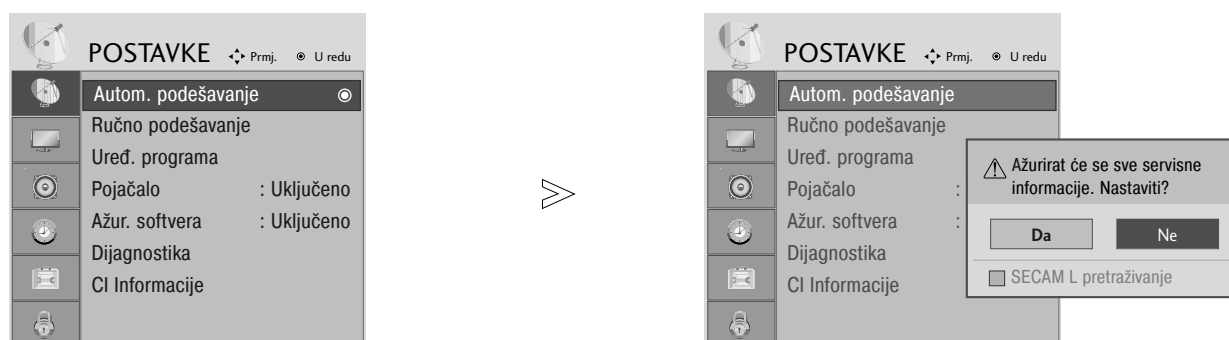 POSTAVKE Prmj. U redu
Autom. podešavanje
Ručno podešavanje
Uređ. programa
Pojačalo : Uključeno
Ažur. softvera : Uključeno
Dijagnostika
CI Informacije
POSTAVKE Prmj. U redu
Autom. podešavanje
Ručno podešavanje
Uređ. programa
Pojačalo :
Ažur. softvera :
Dijagnostika
CI Informacije
Ažurirat će se sve servisne
informacije. Nastaviti?
Da Ne
SECAM L pretraživanje